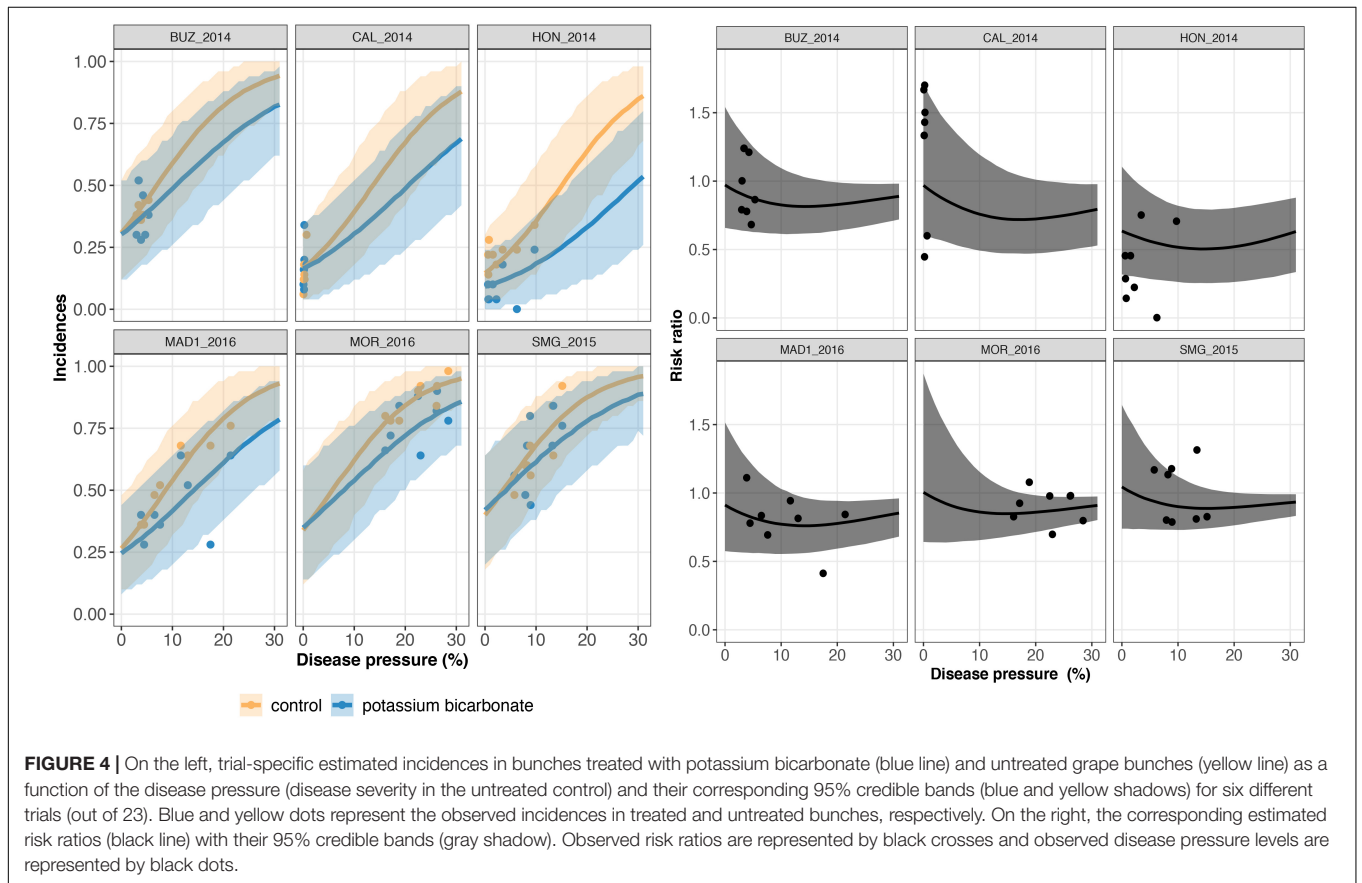 BUZ_2014 CAL_2014 HON_2014
1.00
0.75
0.50
0.25
0.00
MAD1_2016 MOR_2016 SMG_2015
1.00
0.75
0.50
0.25
0.00
0 10 20 30 0 10 20 30 0 10 20 30
Incidences
Disease pressure (%)
control potassium bicarbonate
BUZ_2014 CAL_2014 HON_2014
1.5
1.0
0.5
0.0
MAD1_2016 MOR_2016 SMG_2015
1.5
1.0
0.5
0.0
0 10 20 30 0 10 20 30 0 10 20 30
Risk ratio
Disease pressure (%)
FIGURE 4 | On the left, trial-specific estimated incidences in bunches treated with potassium bicarbonate (blue line) and untreated grape bunches (yellow line) as a
function of the disease pressure (disease severity in the untreated control) and their corresponding 95% credible bands (blue and yellow shadows) for six different
trials (out of 23). Blue and yellow dots represent the observed incidences in treated and untreated bunches, respectively. On the right, the corresponding estimated
risk ratios (black line) with their 95% credible bands (gray shadow). Observed risk ratios are represented by black crosses and observed disease pressure levels are
represented by black dots.